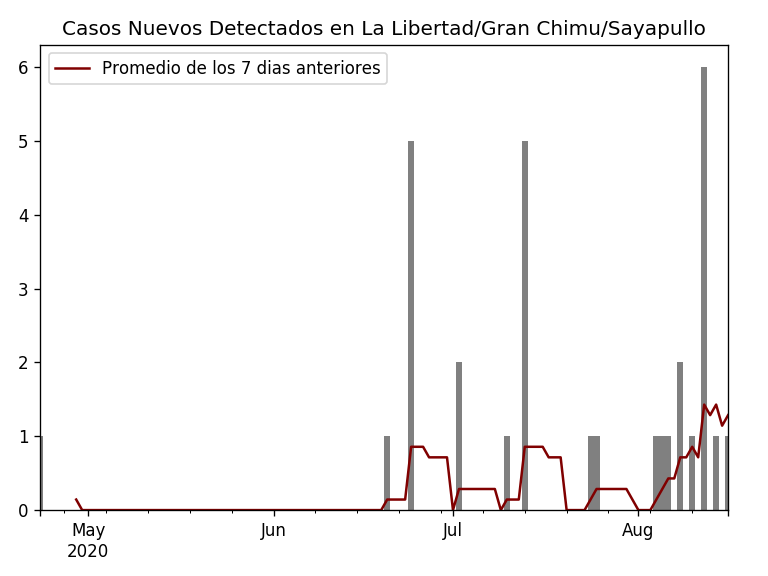 Casos Nuevos Detectados en La Libertad/Gran Chimu/Sayapullo
Promedio de los 7 dias anteriores
6
5
4
3
2
1
0
May
2020
Jun
Jul
Aug